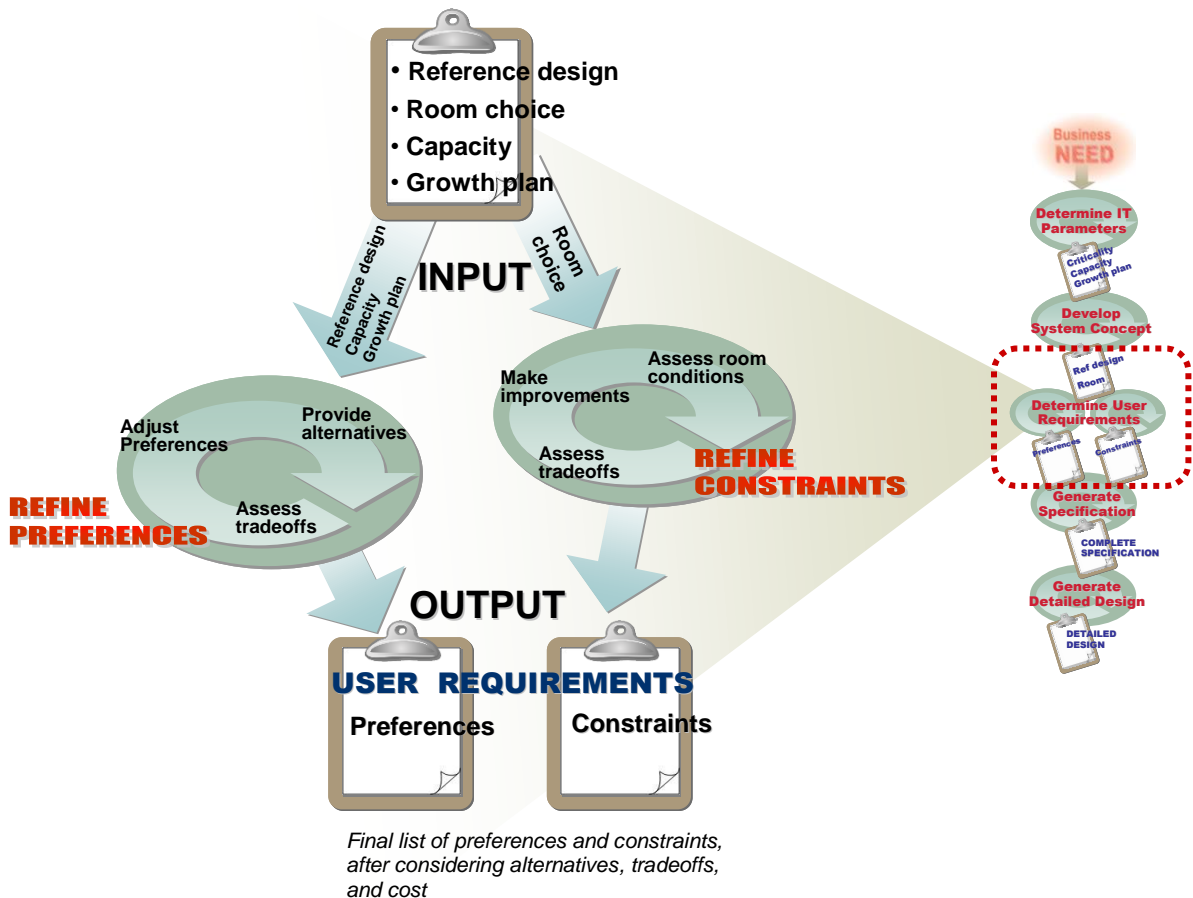 • Reference design
• Room choice
• Capacity
• Growth plan
Reference design
Capacity
Growth plan
Room
choice
INPUT
Adjust
Preferences
Provide
alternatives
Assess
tradeoffs
REFINE
PREFERENCES
Make
improvements
Assess room
conditions
Assess
tradeoffs
REFINE
CONSTRAINTS
OUTPUT
USER REQUIREMENTS
Preferences
Constraints
Final list of preferences and constraints,
after considering alternatives, tradeoffs,
and cost
Business
NEED
Determine IT
Parameters
Criticality
Capacity
Growth plan
Develop
System Concept
Ref design
Room
Determine User
Requirements
Preferences
Constraints
Generate
Specification
COMPLETE
SPECIFICATION
Generate
Detailed Design
DETAILED
DESIGN